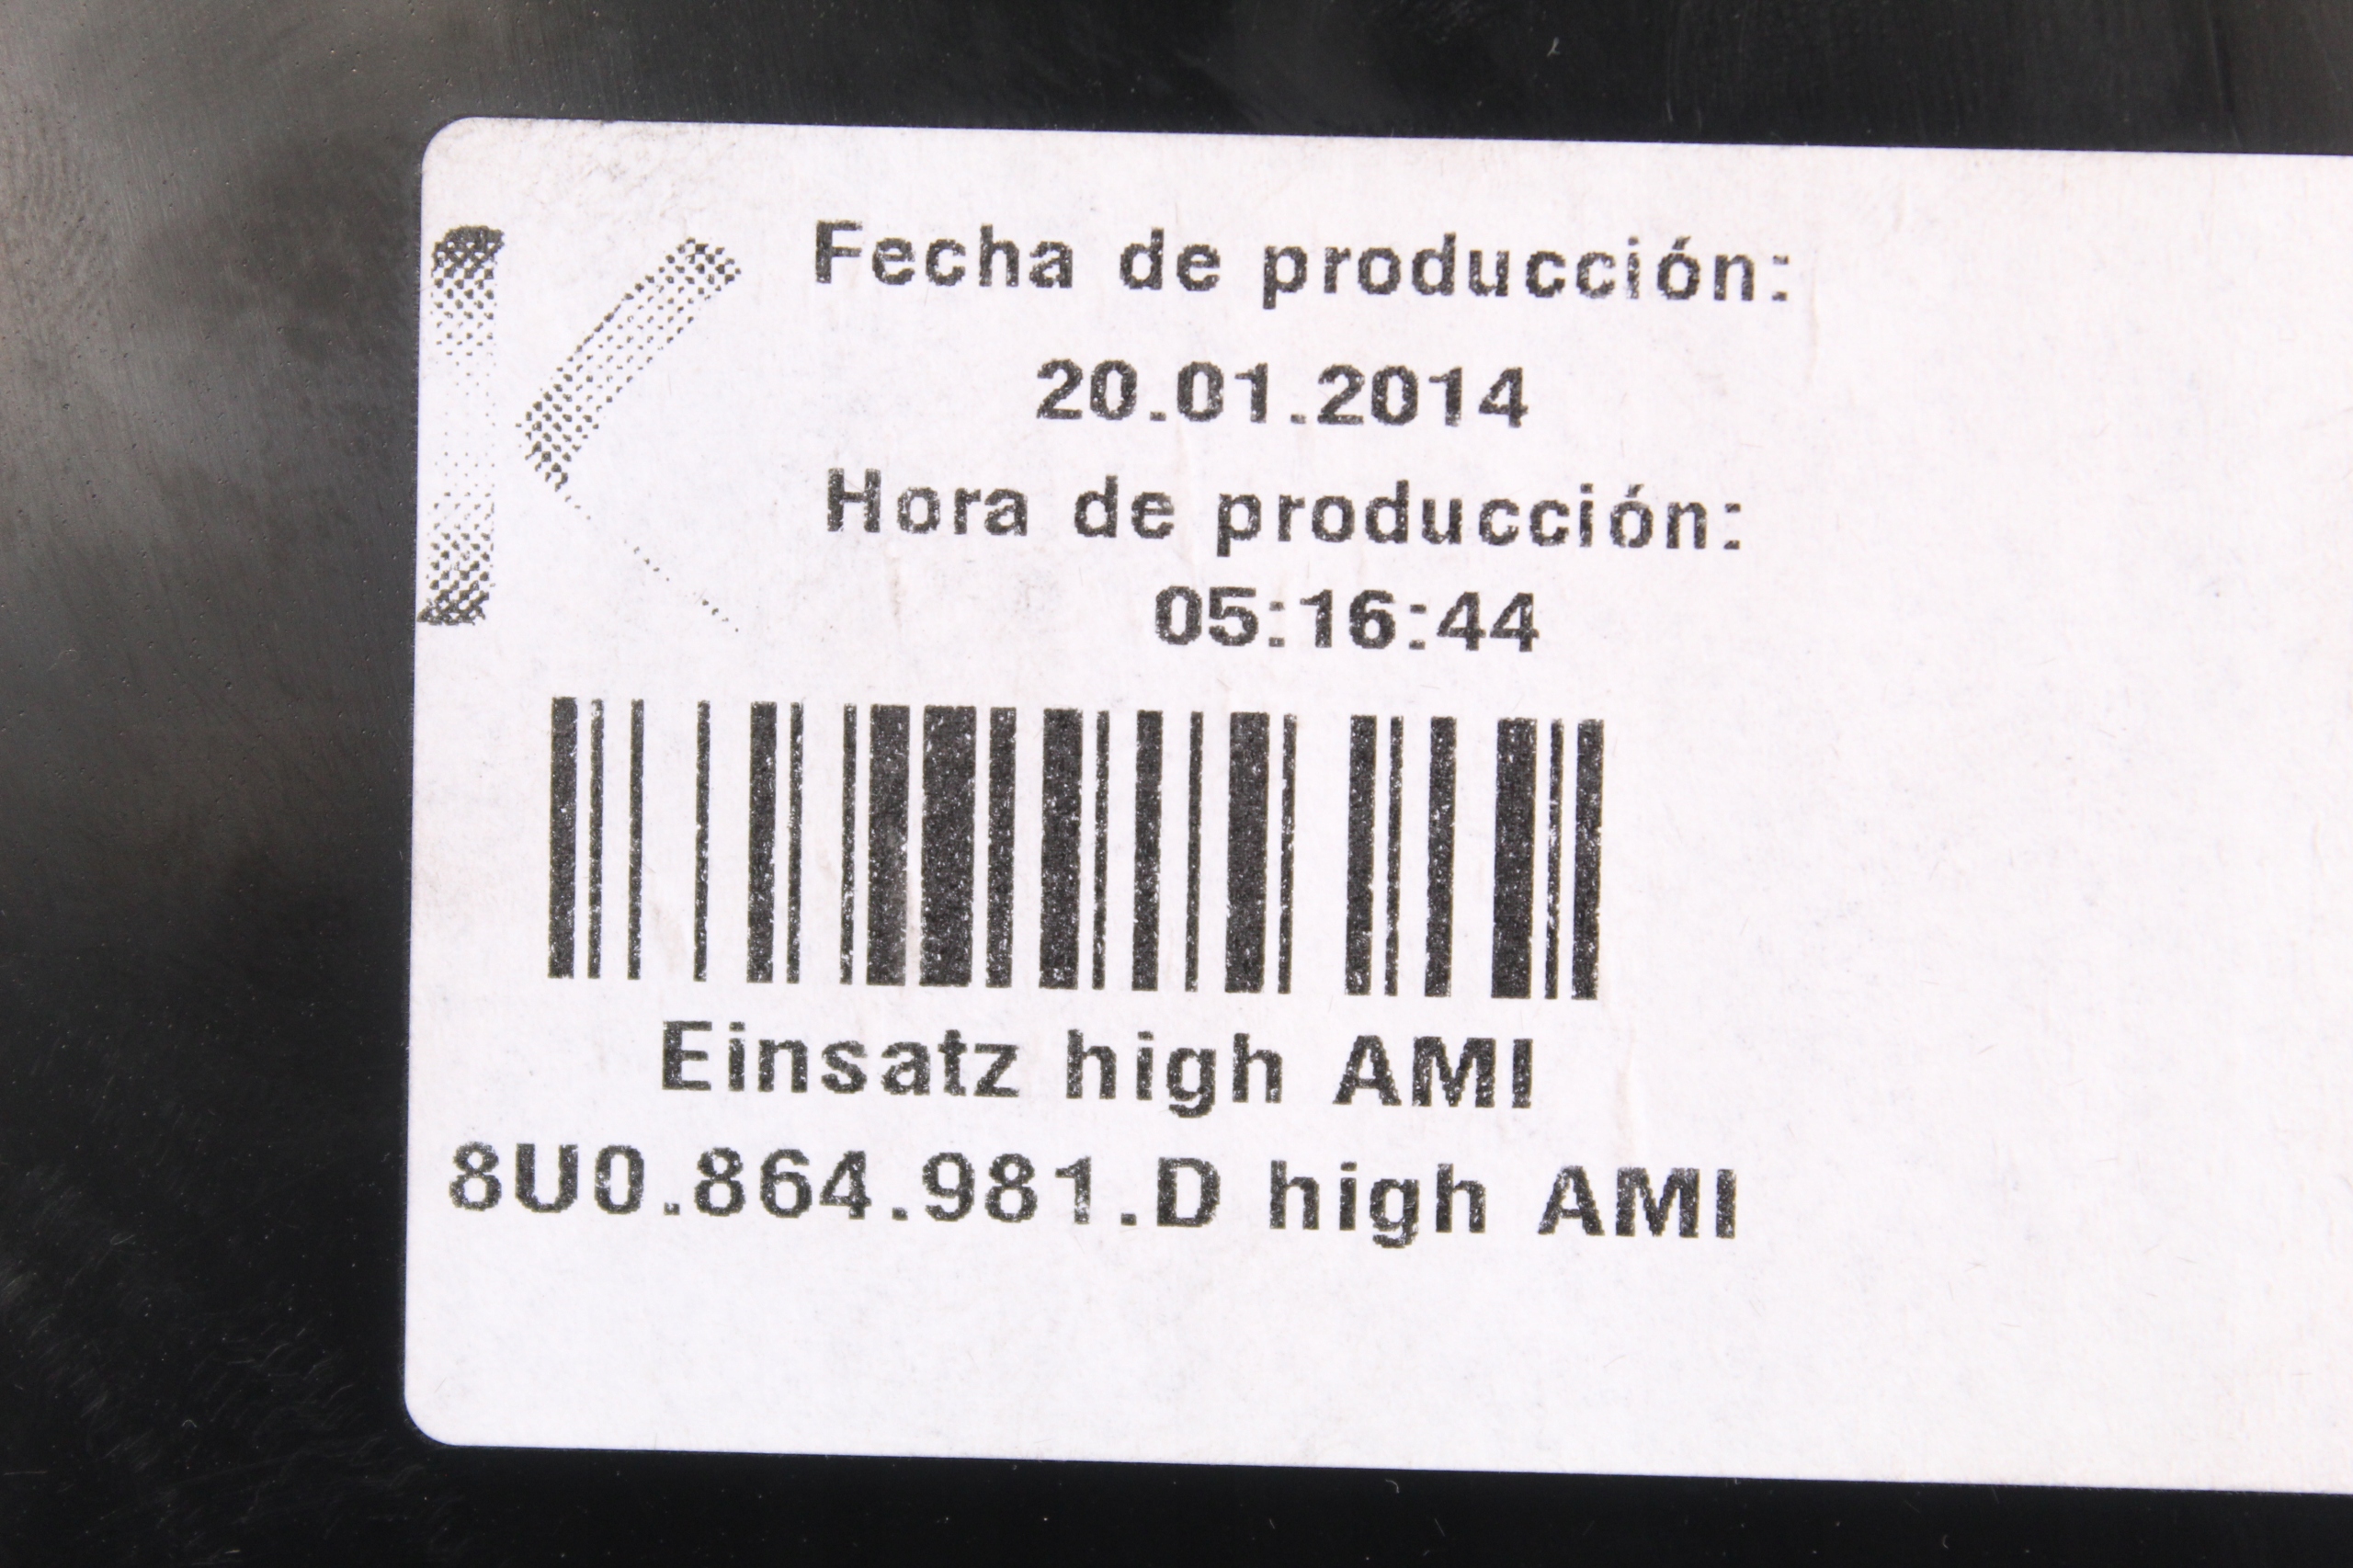 Fecha de producción:
20.01.2014
Hora de producción:
05:16:44
Einsatz high AMI
8U0.864.981.D high AMI